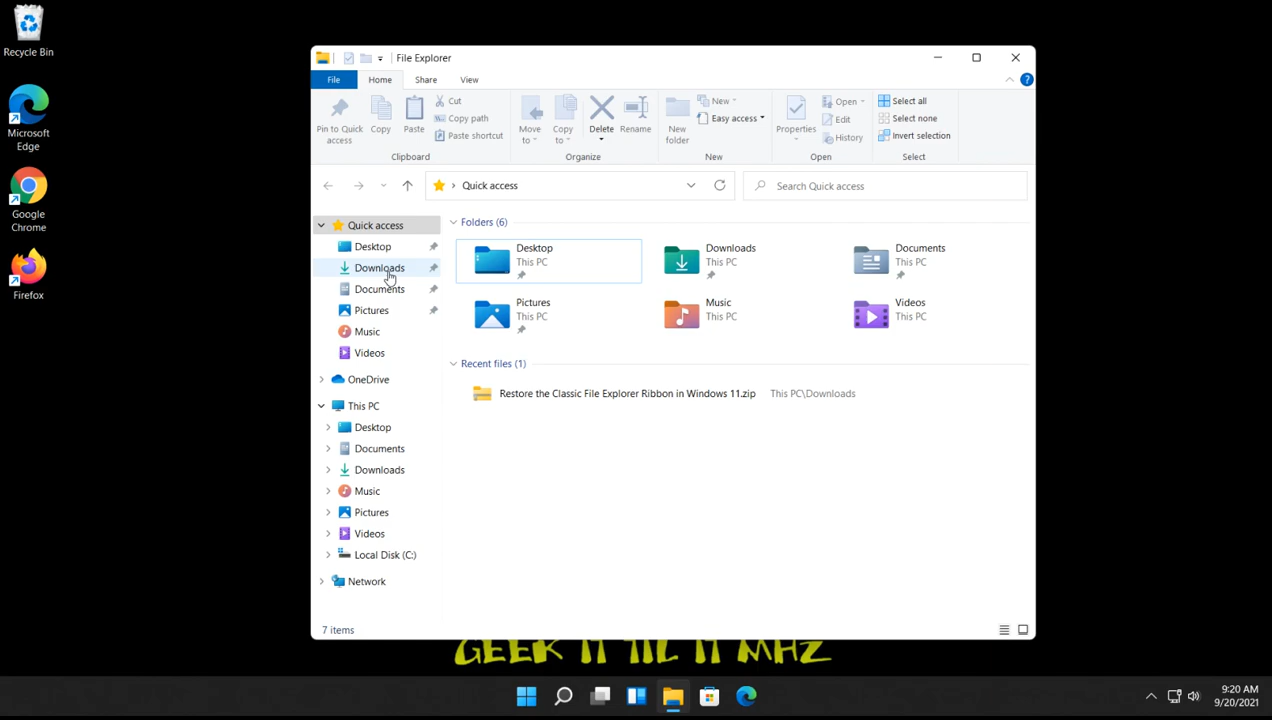 Recycle Bin
Microsoft
Edge
Google
Chrome
Firefox
File Explorer
File Home Share View
Pin to Quick
access
Copy
Paste
Cut
Copy path
Paste shortcut
Clipboard
Move
to
Copy
to
Delete
Rename
Organize
New
folder
New
Easy access
New
Properties
Open
Edit
History
Open
Select all
Select none
Invert selection
Select
Quick access
Search Quick access
Quick access
Desktop
Downloads
Documents
Pictures
Music
Videos
OneDrive
This PC
Desktop
Documents
Downloads
Music
Pictures
Videos
Local Disk (C:)
Network
Folders (6)
Desktop
This PC
Downloads
This PC
Documents
This PC
Pictures
This PC
Music
This PC
Videos
This PC
Recent files (1)
Restore the Classic File Explorer Ribbon in Windows 11.zip This PC\Downloads
7 items
GEEK IT TIL IT MHZ
9:20 AM
9/20/2021